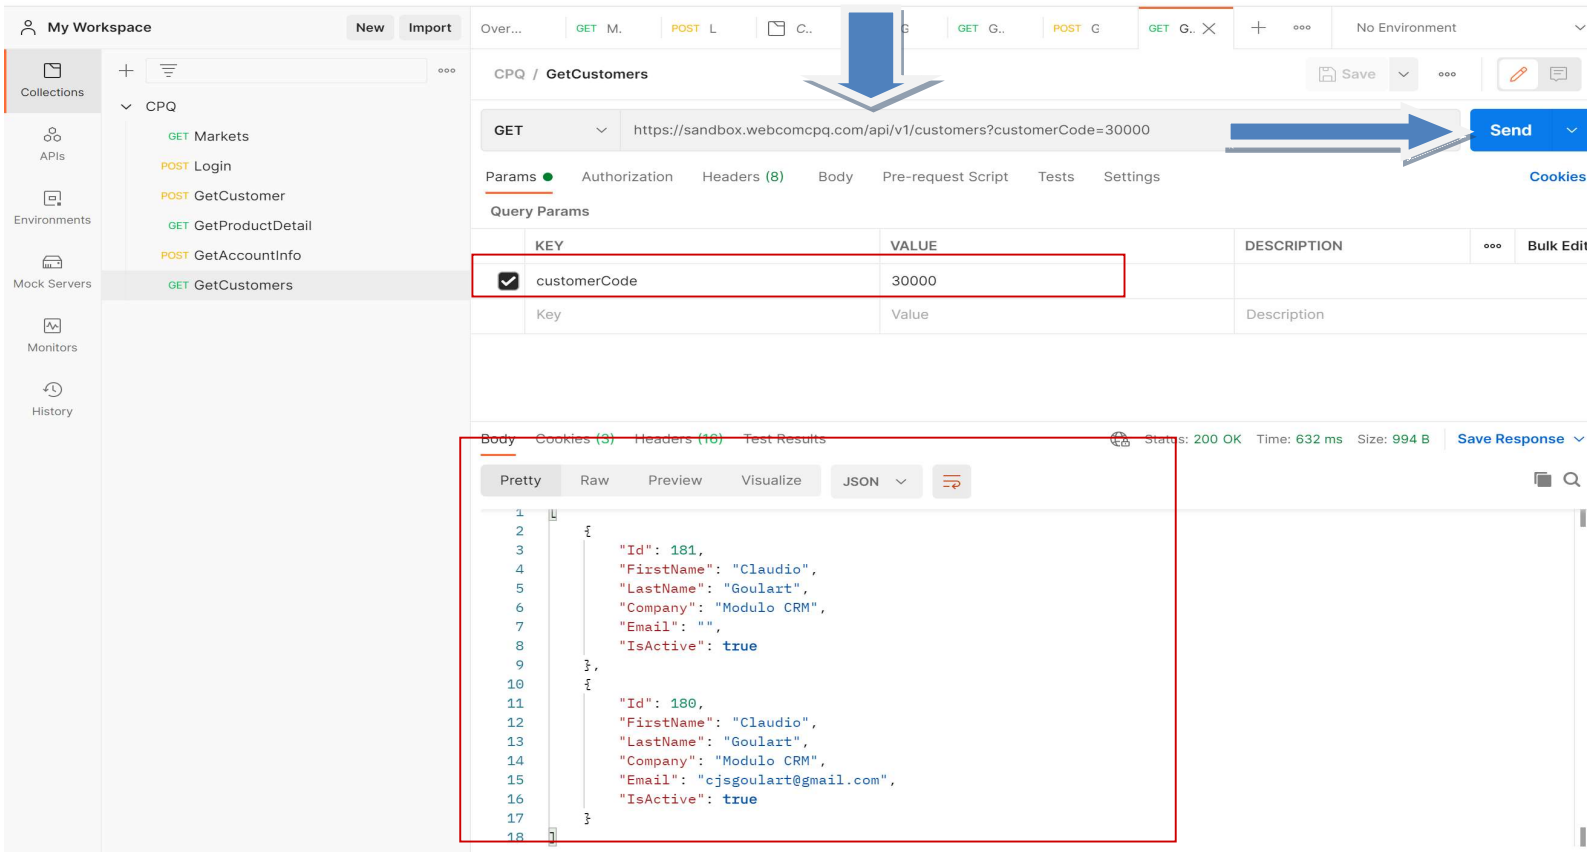 My Workspace New Import
Over... GET M. POST L C.. G GET G.. POST G GET G.. No Environment
Collections
APIs
Environments
Mock Servers
Monitors
History
CPQ
GET Markets
POST Login
POST GetCustomer
GET GetProductDetail
POST GetAccountInfo
GET GetCustomers
CPQ / GetCustomers Save
GET https://sandbox.webcomcpq.com/api/v1/customers?customerCode=30000 Send
Params Authorization Headers (8) Body Pre-request Script Tests Settings Cookies
Query Params
KEY VALUE DESCRIPTION Bulk Edit
customerCode 30000
Key Value Description
Body Cookies (3) Headers (16) Test Results Status: 200 OK Time: 632 ms Size: 994 B Save Response
Pretty Raw Preview Visualize JSON
1 [
2 {
3 "Id": 181,
4 "FirstName": "Claudio",
5 "LastName": "Goulart",
6 "Company": "Modulo CRM",
7 "Email": "",
8 "IsActive": true
9 },
10 {
11 "Id": 180,
12 "FirstName": "Claudio",
13 "LastName": "Goulart",
14 "Company": "Modulo CRM",
15 "Email": "cjsgoulart@gmail.com",
16 "IsActive": true
17 }
18 ]